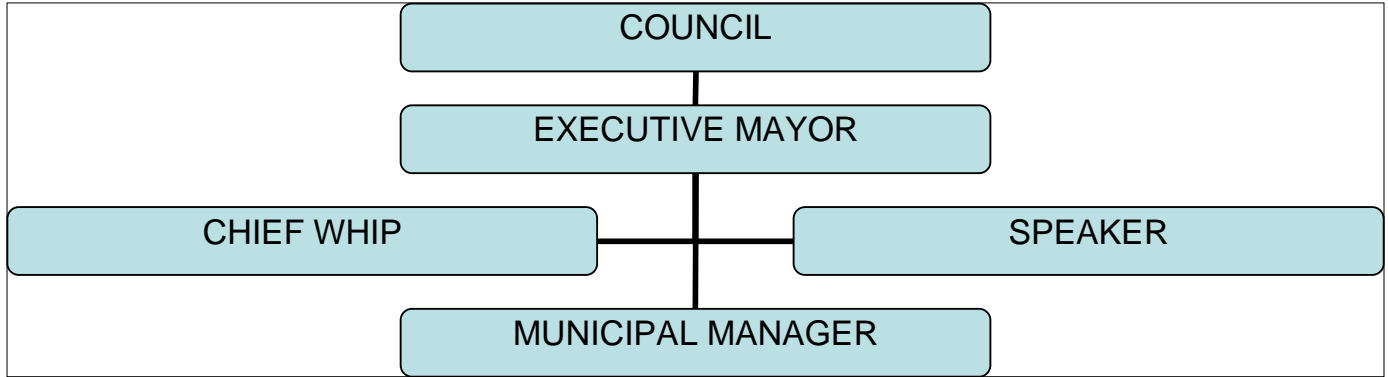 COUNCIL
EXECUTIVE MAYOR
CHIEF WHIP
SPEAKER
MUNICIPAL MANAGER